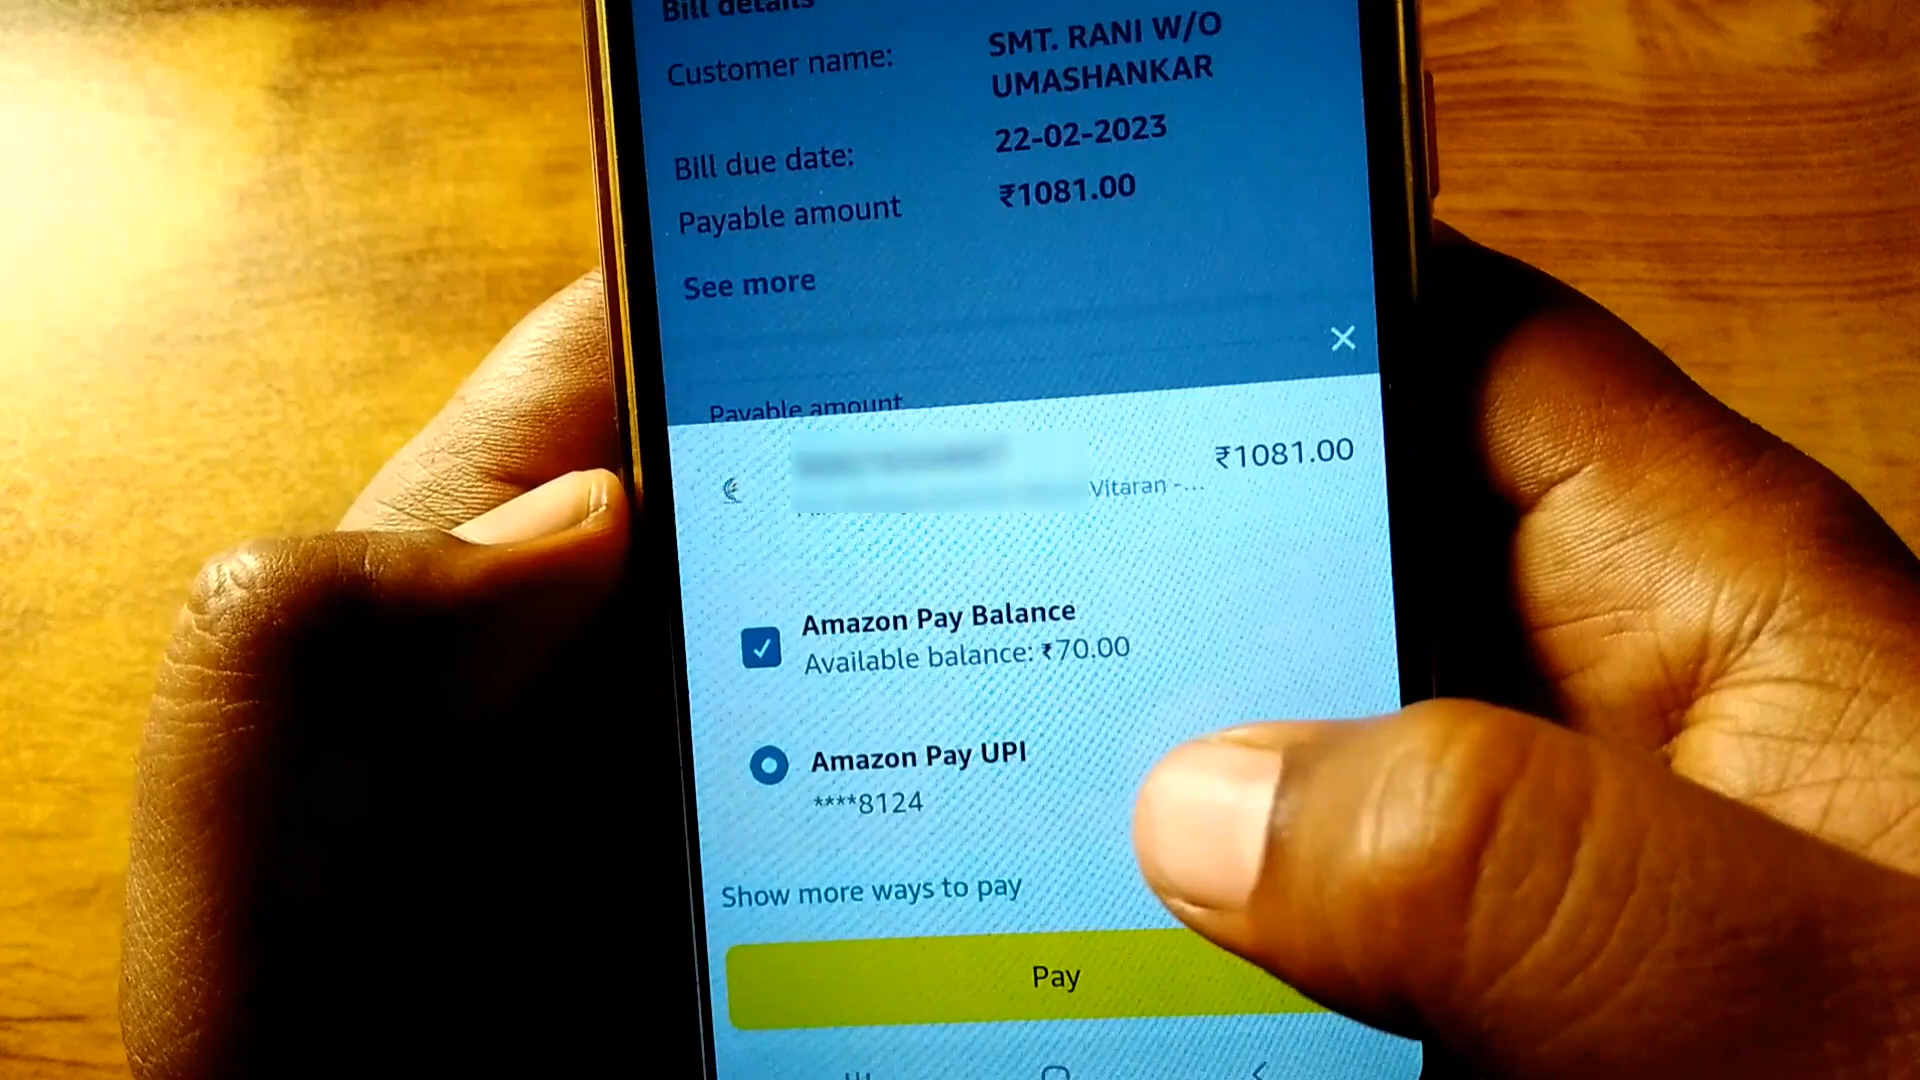 Bill details
Customer name:
SMT. RANI W/O
UMASHANKAR
Bill due date:
22-02-2023
Payable amount
₹1081.00
See more
Payable amount
₹1081.00
Vitaran -...
Amazon Pay Balance
Available balance: ₹70.00
Amazon Pay UPI
****8124
Show more ways to pay
Pay